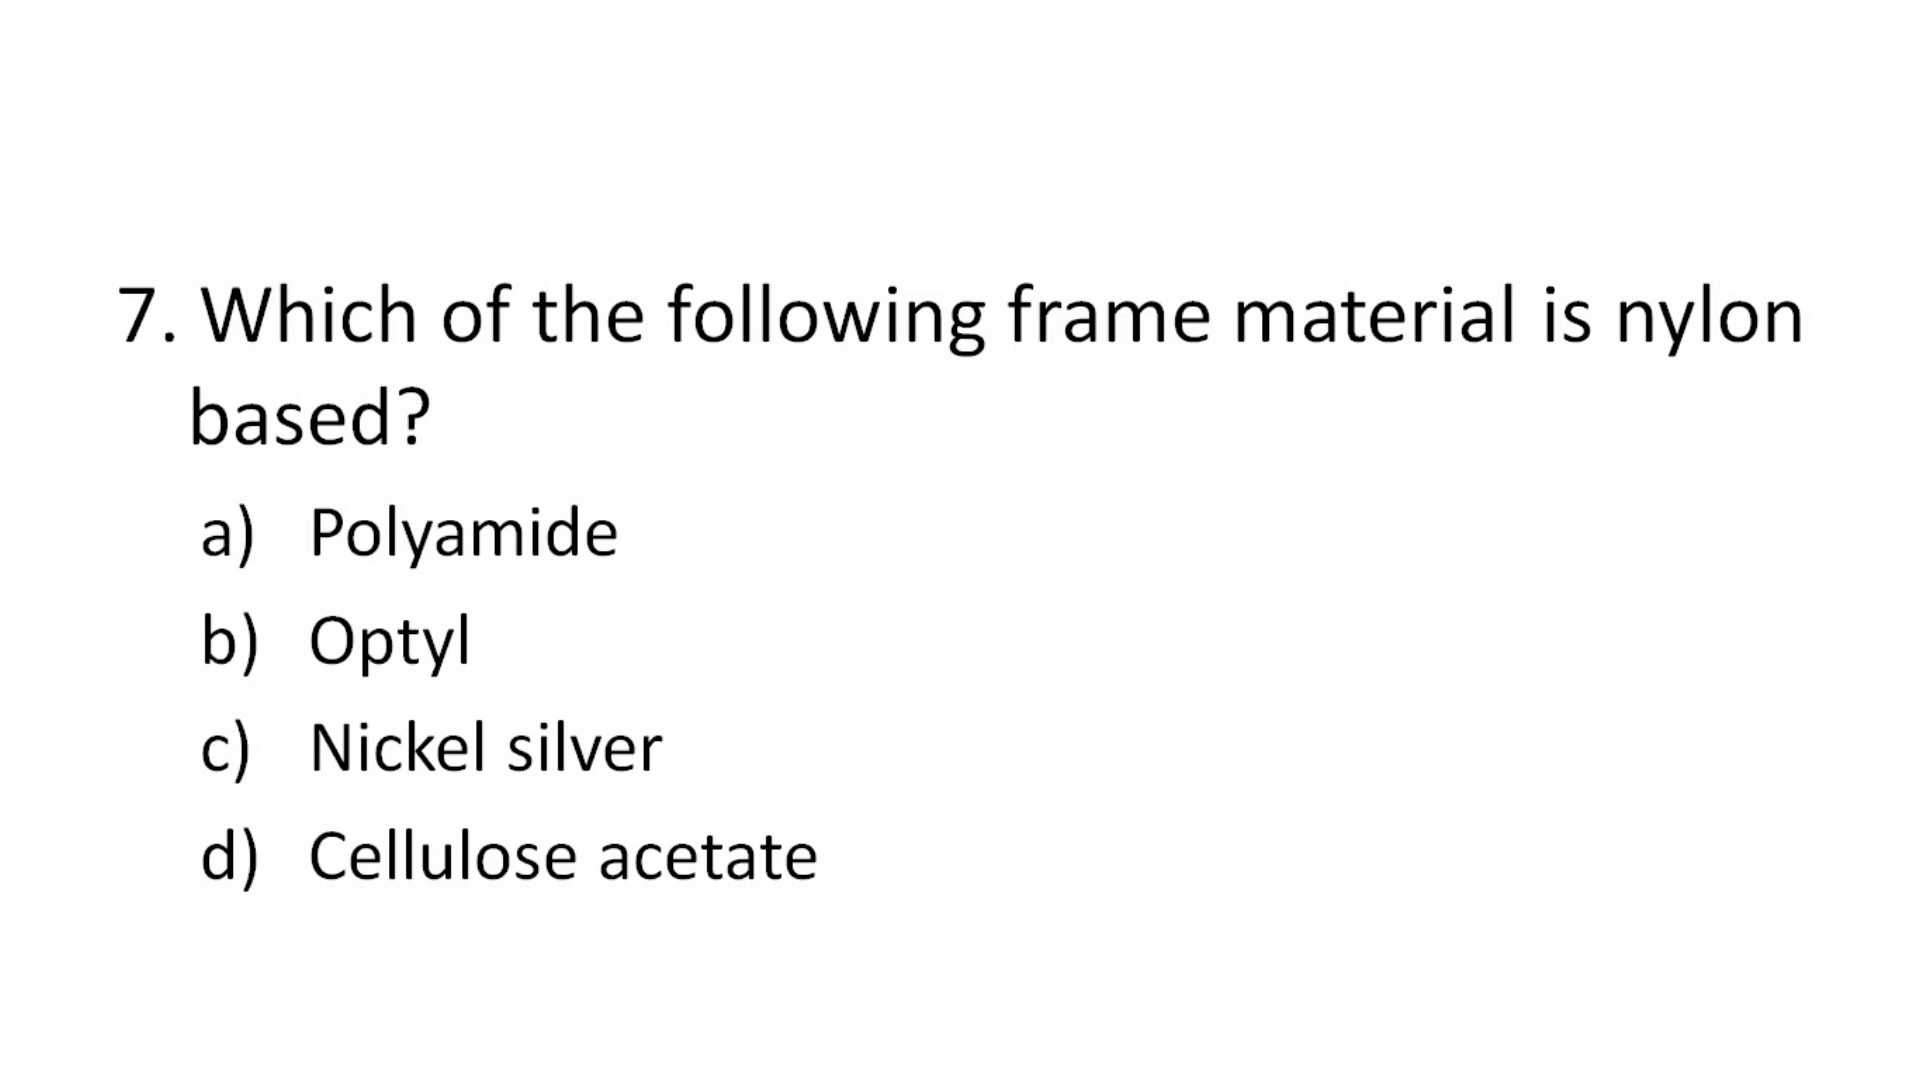 7. Which of the following frame material is nylon
based?
a) Polyamide
b) Optyl
c) Nickel silver
d) Cellulose acetate